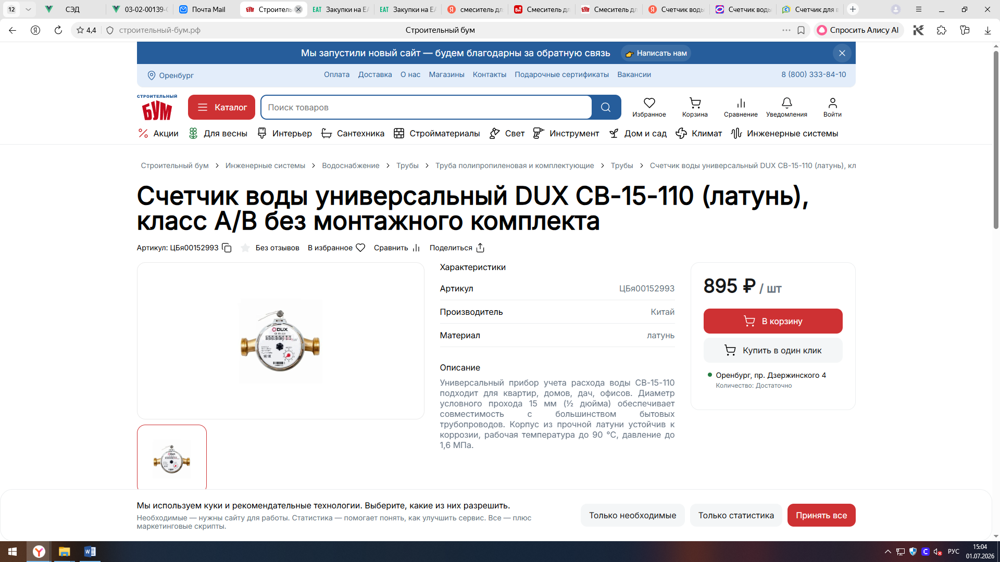 12
СЭД
03-02-00139-
Почта Mail
Строитель
ЕАТ Закупки на ЕА
ЕАТ Закупки на ЕА
смеситель дл
Смеситель дл
Смеситель дл
Счетчик воды
Счетчик воды
Счетчик для в
4,4
строительный-бум.рф
Строительный бум
Спросить Алису AI
Мы запустили новый сайт — будем благодарны за обратную связь
Написать нам
Оренбург
Оплата
Доставка
О нас
Магазины
Контакты
Подарочные сертификаты
Вакансии
8 (800) 333-84-10
СТРОИТЕЛЬНЫЙ
БУМ
Каталог
Поиск товаров
Избранное
Корзина
Сравнение
Уведомления
Войти
Акции
Для весны
Интерьер
Сантехника
Стройматериалы
Свет
Инструмент
Дом и сад
Климат
Инженерные системы
Строительный бум > Инженерные системы > Водоснабжение > Трубы > Труба полипропиленовая и комплектующие > Трубы > Счетчик воды универсальный DUX СВ-15-110 (латунь), кл
Счетчик воды универсальный DUX СВ-15-110 (латунь),
класс А/В без монтажного комплекта
Артикул: ЦБя00152993
Без отзывов
В избранное
Сравнить
Поделиться
DUX
Характеристики
Артикул
ЦБя00152993
Производитель
Китай
Материал
латунь
Описание
Универсальный прибор учета расхода воды СВ-15-110
подходит для квартир, домов, дач, офисов. Диаметр
условного прохода 15 мм (½ дюйма) обеспечивает
совместимость с большинством бытовых
трубопроводов. Корпус из прочной латуни устойчив к
коррозии, рабочая температура до 90 °C, давление до
1,6 МПа.
895 ₽ / шт
В корзину
Купить в один клик
Оренбург, пр. Дзержинского 4
Количество: Достаточно
Мы используем куки и рекомендательные технологии. Выберите, какие из них разрешить.
Необходимые — нужны сайту для работы. Статистика — помогает понять, как улучшить сервис. Все — плюс
маркетинговые скрипты.
Только необходимые
Только статистика
Принять все
РУС
15:04
01.07.2026